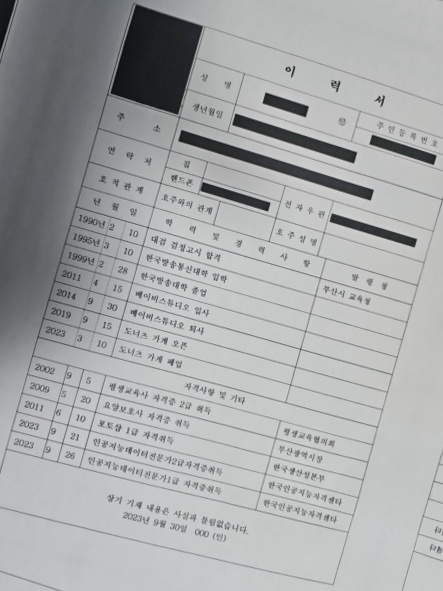 이 력 서
성 명
㊞
주 민 등 록 번 호
생년월일
주 소
연 락 처
집
핸드폰
전 자 우 편
호 적 관 계
호주와의 관계
호 주 성 명
년 월 일
학 력 및 경 력 사 항
발 령 청
1990년 2 10 대검 검정고시 합격 부산시 교육청
1995년 3 10 한국방송통신대학 입학
1999년 2 28 한국방송대학 졸업
2011 4 15 베이비스튜디오 입사
2014 9 30 베이비스튜디오 퇴사
2019 9 15 도너츠 가게 오픈
2023 3 10 도너츠 가게 폐업
자격사항 및 기타
2002 9 5 평생교육사 자격증 2급 취득 평생교육협의회
2009 5 20 요양보호사 자격증 취득 부산광역시장
2011 6 10 포토샵 1급 자격취득 한국생산성본부
2023 9 21 인공지능데이터전문가2급자격증취득 한국인공지능자격센타
2023 9 26 인공지능데이터전문가1급 자격증취득 한국인공지능자격센타
상기 기재 내용은 사실과 틀림없습니다.
2023년 9월 30일 000 (인)